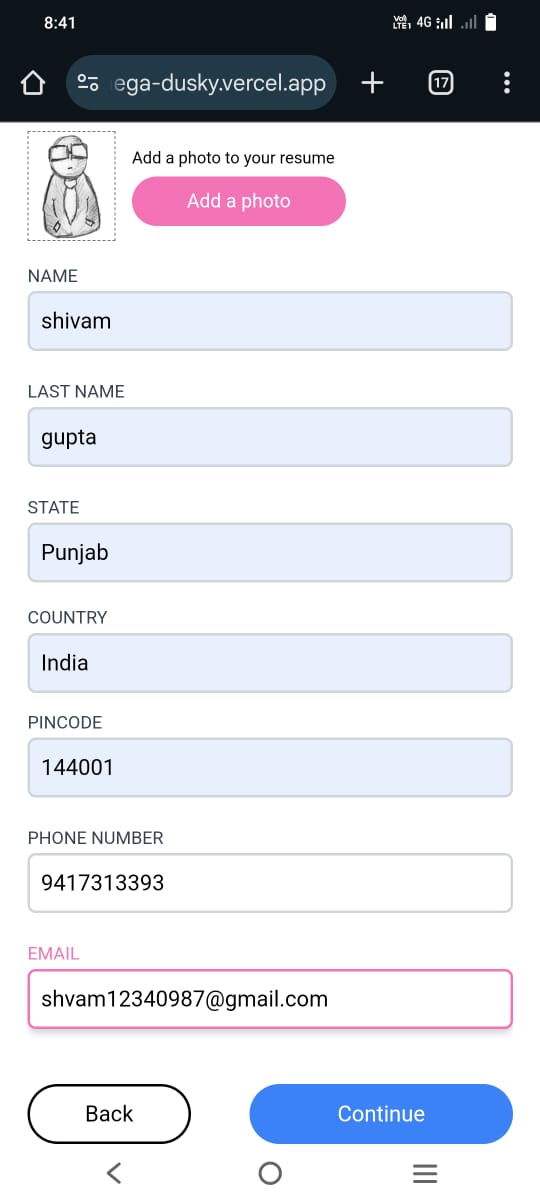 8:41
VoI) LTE1 4G
ega-dusky.vercel.app
17
Add a photo to your resume
Add a photo
NAME
shivam
LAST NAME
gupta
STATE
Punjab
COUNTRY
India
PINCODE
144001
PHONE NUMBER
9417313393
EMAIL
shvam12340987@gmail.com
Back Continue